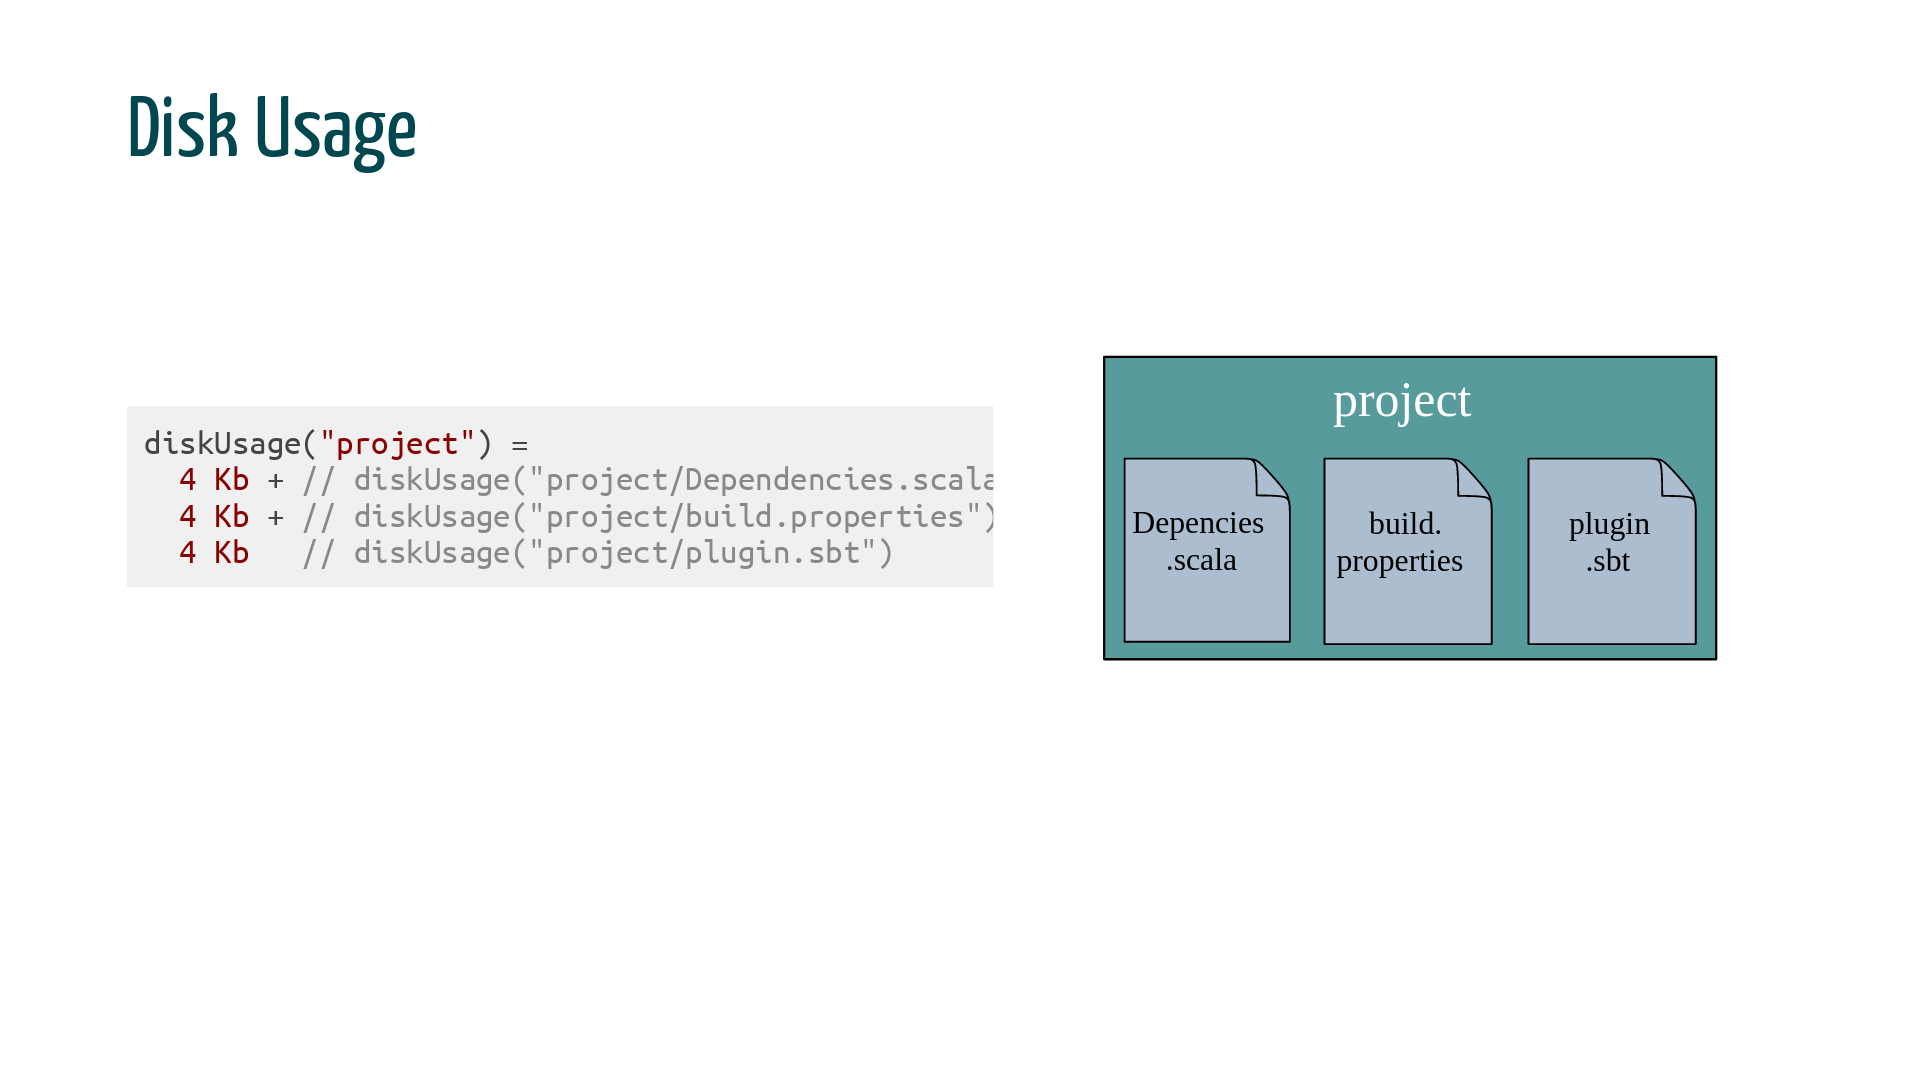 Disk Usage
diskUsage("project") =
  4 Kb + // diskUsage("project/Dependencies.scala
  4 Kb + // diskUsage("project/build.properties")
  4 Kb   // diskUsage("project/plugin.sbt")
project
Depencies
.scala
build.
properties
plugin
.sbt